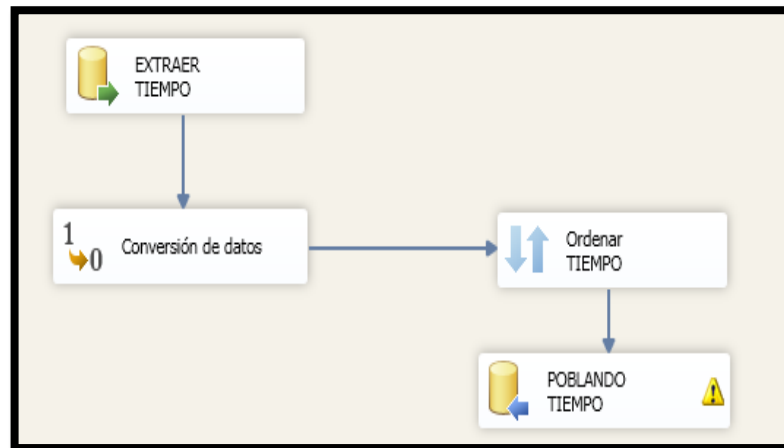 EXTRAER
TIEMPO
1
0
Conversión de datos
Ordenar
TIEMPO
POBLANDO
TIEMPO